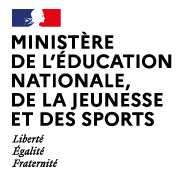 MINISTÈRE
DE L'ÉDUCATION
NATIONALE,
DE LA JEUNESSE
ET DES SPORTS
Liberté
Égalité
Fraternité